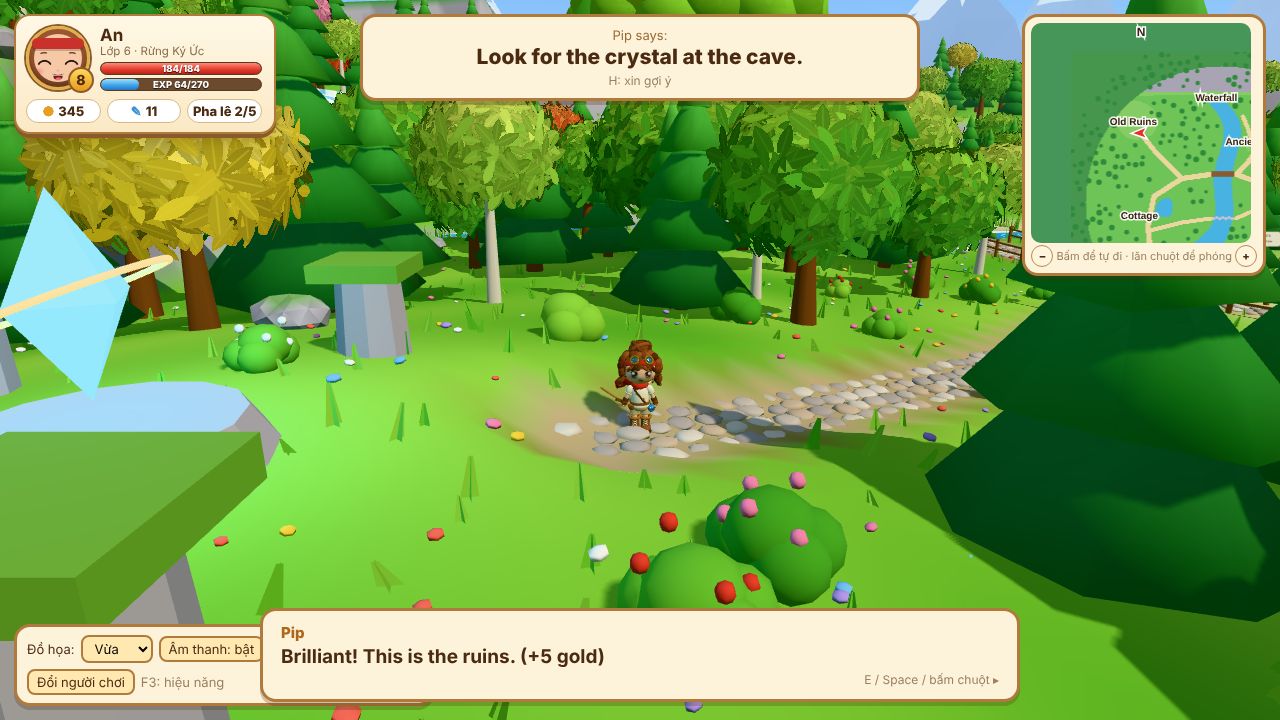 An
Lớp 6 · Rừng Ký Ức
184/184
8
EXP 64/270
345
11
Pha lê 2/5
Pip says:
Look for the crystal at the cave.
H: xin gợi ý
N
Waterfall
Old Ruins
Ancie
Cottage
− Bấm để tự đi · lăn chuột để phóng +
Pip
Brilliant! This is the ruins. (+5 gold)
E / Space / bấm chuột ▸
Đồ họa: Vừa Âm thanh: bật
Đổi người chơi F3: hiệu năng